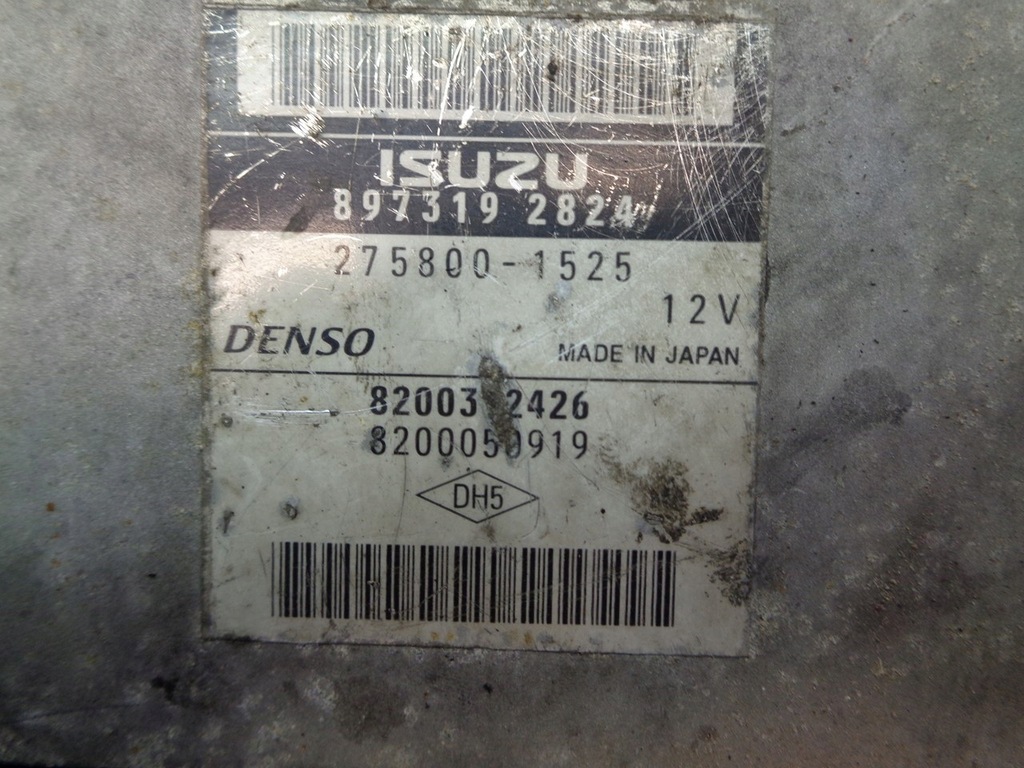 ISUZU
897319 2824
275800-1525
12V
DENSO
MADE IN JAPAN
8200050919
DH5